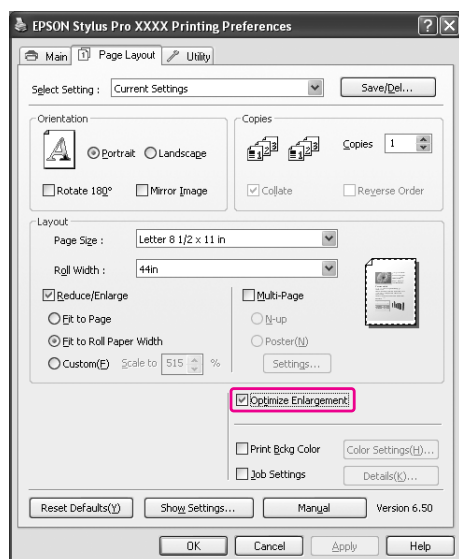 EPSON Stylus Pro XXXX Printing Preferences
Main Page Layout Utility
Select Setting : Current Settings Save/Del...
Orientation
Portrait Landscape
Rotate 180° Mirror Image
Copies
Copies 1
Collate Reverse Order
Layout
Page Size : Letter 8 1/2 x 11 in
Roll Width : 44in
Reduce/Enlarge
Fit to Page
Fit to Roll Paper Width
Custom(E) Scale to 515 %
Multi-Page
N-up
Poster(N)
Settings...
Optimize Enlargement
Print Bckg Color Color Settings(H)...
Job Settings Details(K)...
Reset Defaults(Y) Show Settings... Manual Version 6.50
OK Cancel Apply Help